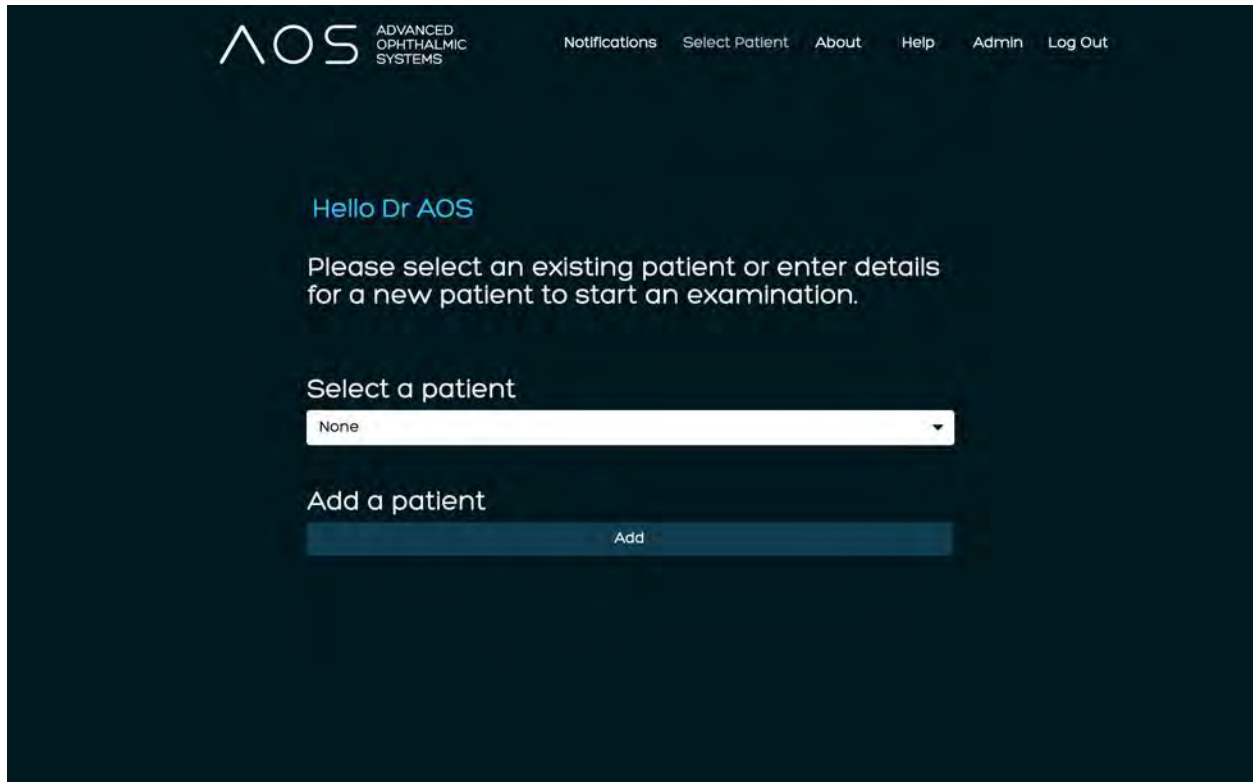 AOS
ADVANCED
OPHTHALMIC
SYSTEMS
Notifications Select Patient About Help Admin Log Out
Hello Dr AOS
Please select an existing patient or enter details
for a new patient to start an examination.
Select a patient
None
Add a patient
Add